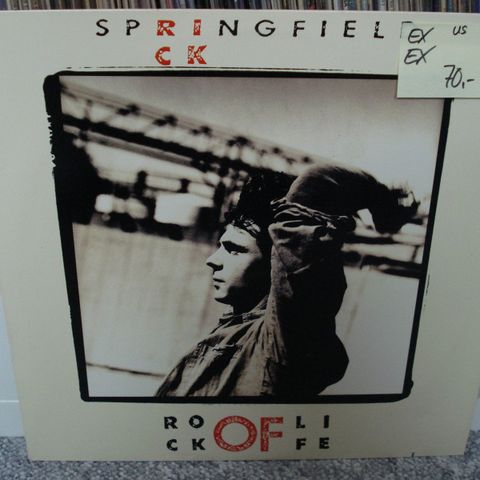 SPRINGFIEL
CK
EX US
EX
70,-
RO OF LI
CK FE